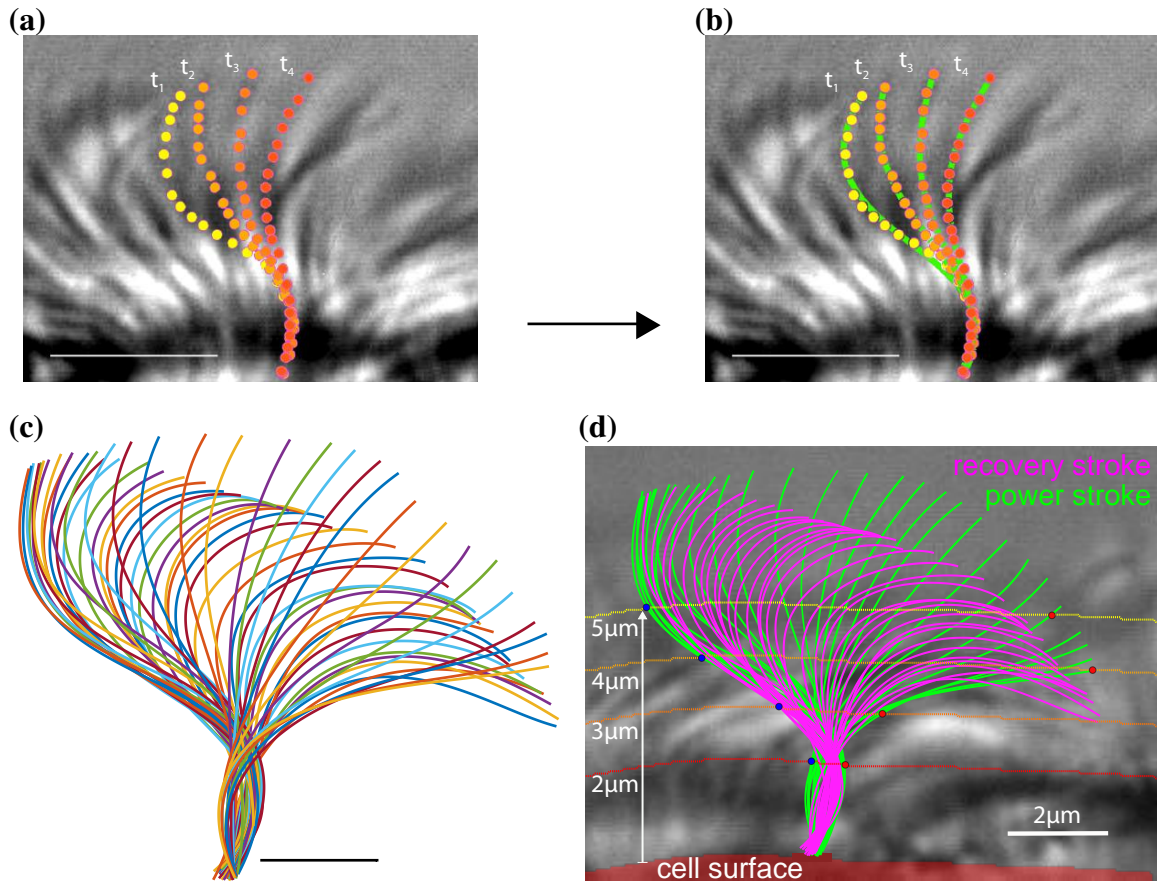 (a)
t1
t2
t3
t4
(b)
t1
t2
t3
t4
(c)
(d)
recovery stroke
power stroke
5μm
4μm
3μm
2μm
2μm
cell surface